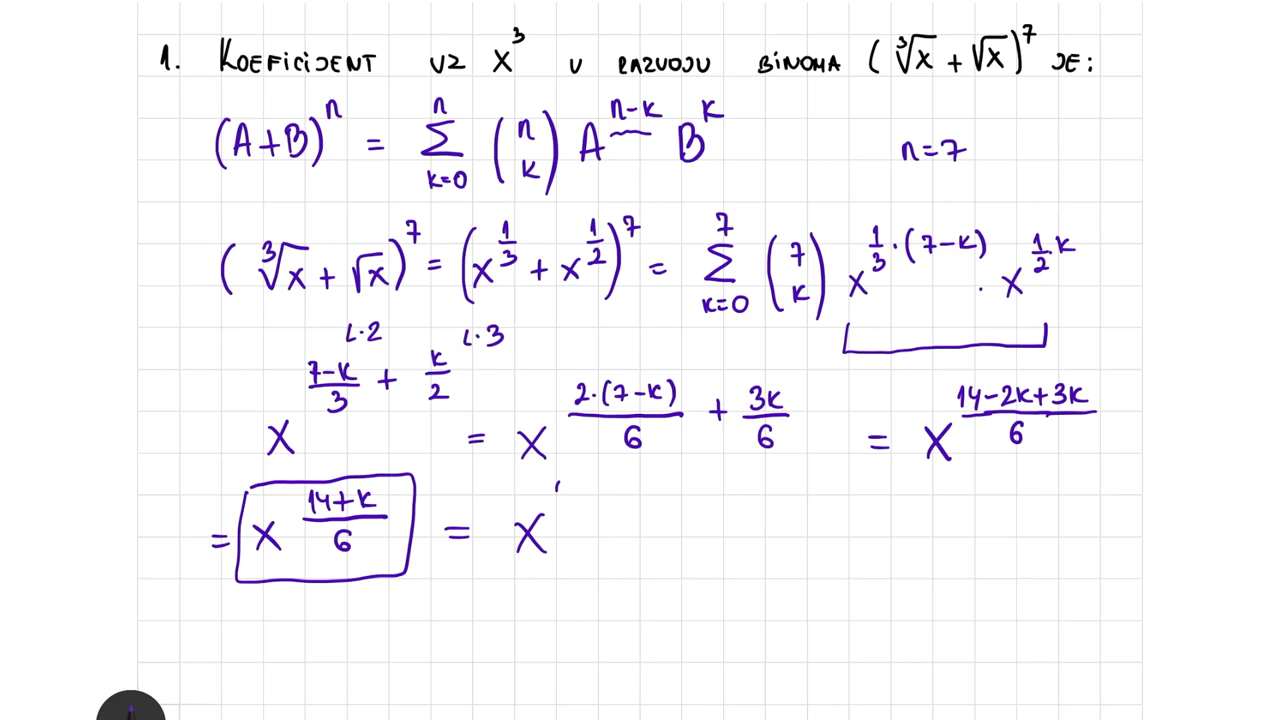 1. KOEFICIJENT UZ X³ U RAZVOJU BINOMA (∛x + √x)⁷ JE:
(A+B)^n = Σ_{k=0}^{n} (n k) A^{n-k} B^k n=7
(∛x + √x)⁷ = (x^{1/3} + x^{1/2})⁷ = Σ_{k=0}^{7} (7 k) x^{1/3·(7-k)} · x^{1/2·k}
x^{(7-k)/3 ⌊·2 + k/2 ⌊·3} = x^{2·(7-k)/6 + 3k/6} = x^{(14-2k+3k)/6}
= x^{(14+k)/6} = x